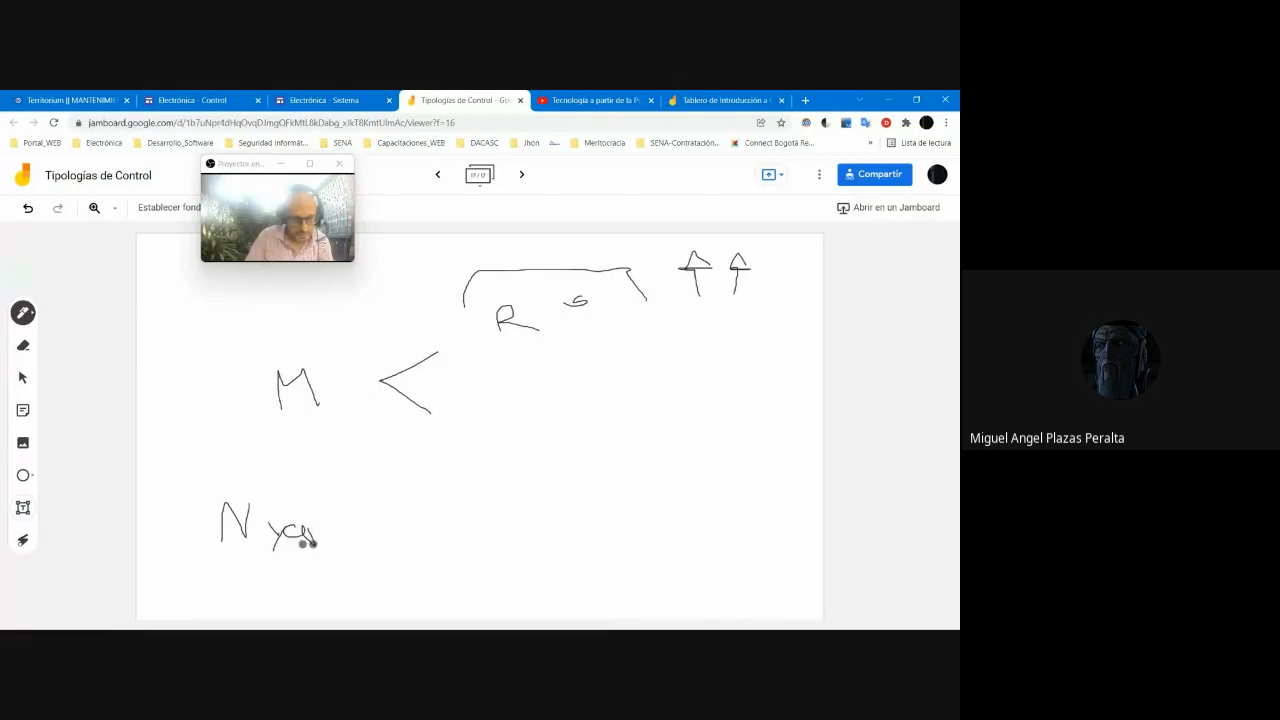 Territorium || MANTENIMIE
Electrónica - Control
Electrónica - Sistema
Tipologías de Control - Go
Tecnología a partir de la P
Tablero de Introducción a
jamboard.google.com/d/
/viewer?f=16
Portal_WEB
Electrónica
Desarrollo_Software
Seguridad Informát...
SENA
Capacitaciones_WEB
DACASC
Jhon
Meritocracia
SENA-Contratación...
Connect Bogotá Re...
»
Lista de lectura
Proyector en...
Tipologías de Control
17/17
Compartir
Establecer fond
Abrir en un Jamboard
R s
M <
N
Miguel Angel Plazas Peralta